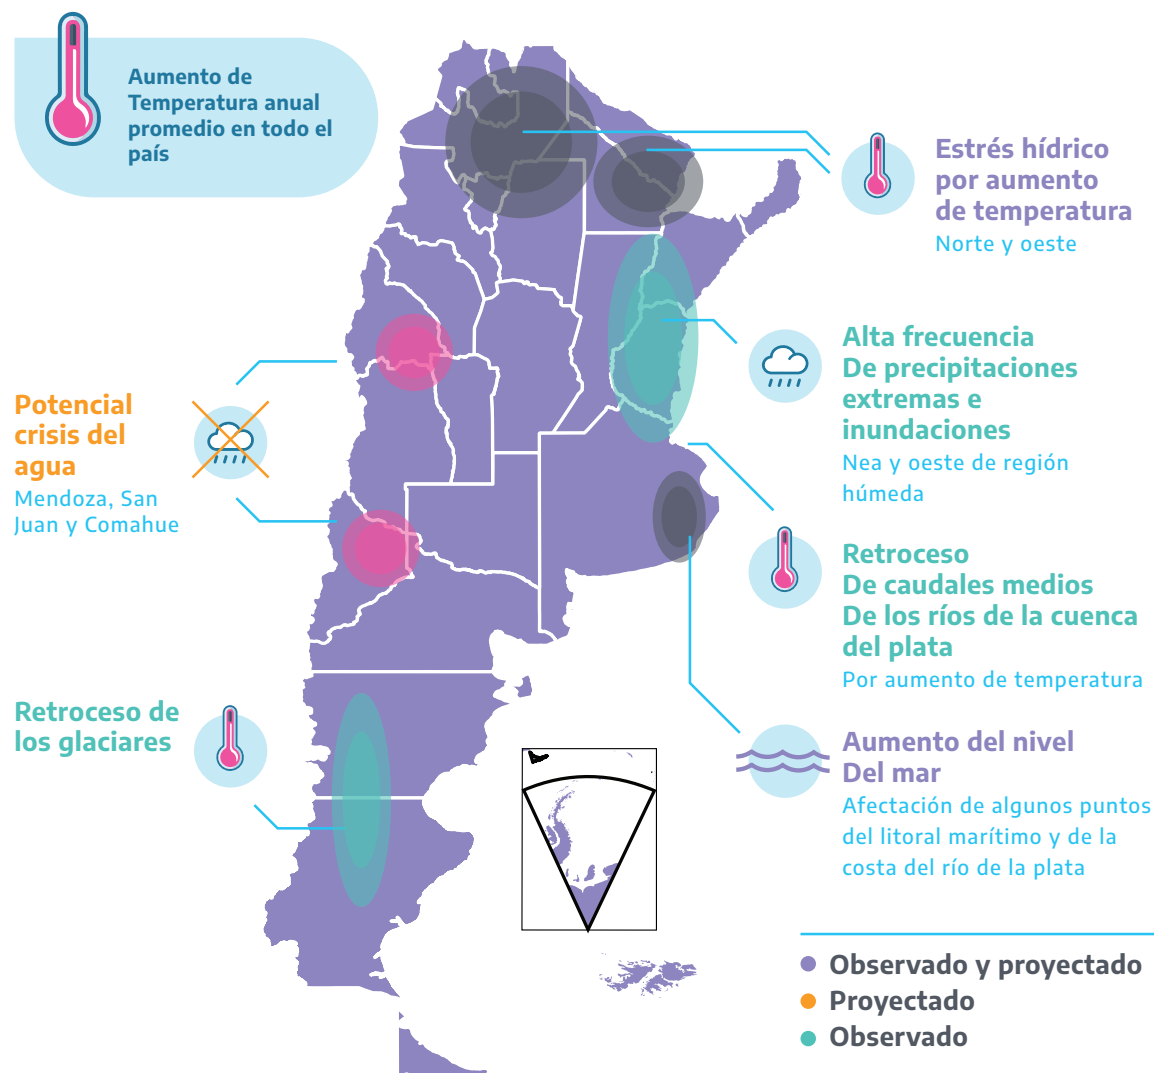 Aumento de
Temperatura anual
promedio en todo el
país
Estrés hídrico
por aumento
de temperatura
Norte y oeste
Alta frecuencia
De precipitaciones
extremas e
inundaciones
Nea y oeste de región
húmeda
Potencial
crisis del
agua
Mendoza, San
Juan y Comahue
Retroceso
De caudales medios
De los ríos de la cuenca
del plata
Por aumento de temperatura
Retroceso de
los glaciares
Aumento del nivel
Del mar
Afectación de algunos puntos
del litoral marítimo y de la
costa del río de la plata
Observado y proyectado
Proyectado
Observado